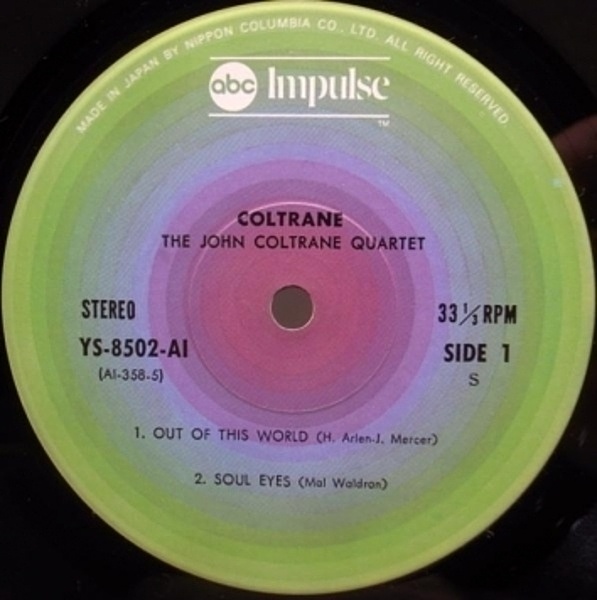 MADE IN JAPAN BY NIPPON COLUMBIA CO., LTD. ALL RIGHT RESERVED.
abc Impulse
TM
COLTRANE
THE JOHN COLTRANE QUARTET
STEREO
33 1/3 RPM
YS-8502-AI
SIDE 1
(AI-358-5)
S
1. OUT OF THIS WORLD (H. Arlen-J. Mercer)
2. SOUL EYES (Mal Waldron)